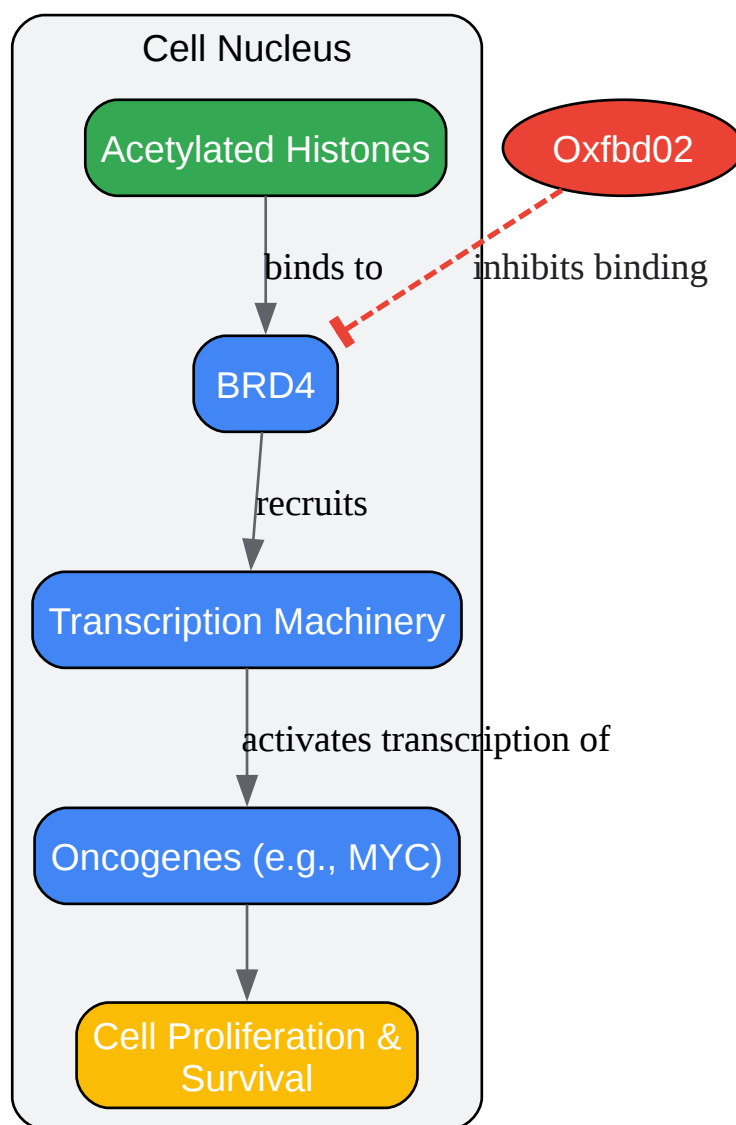 Cell Nucleus
Acetylated Histones
Oxfbd02
binds to
inhibits binding
BRD4
recruits
Transcription Machinery
activates transcription of
Oncogenes (e.g., MYC)
Cell Proliferation &
Survival